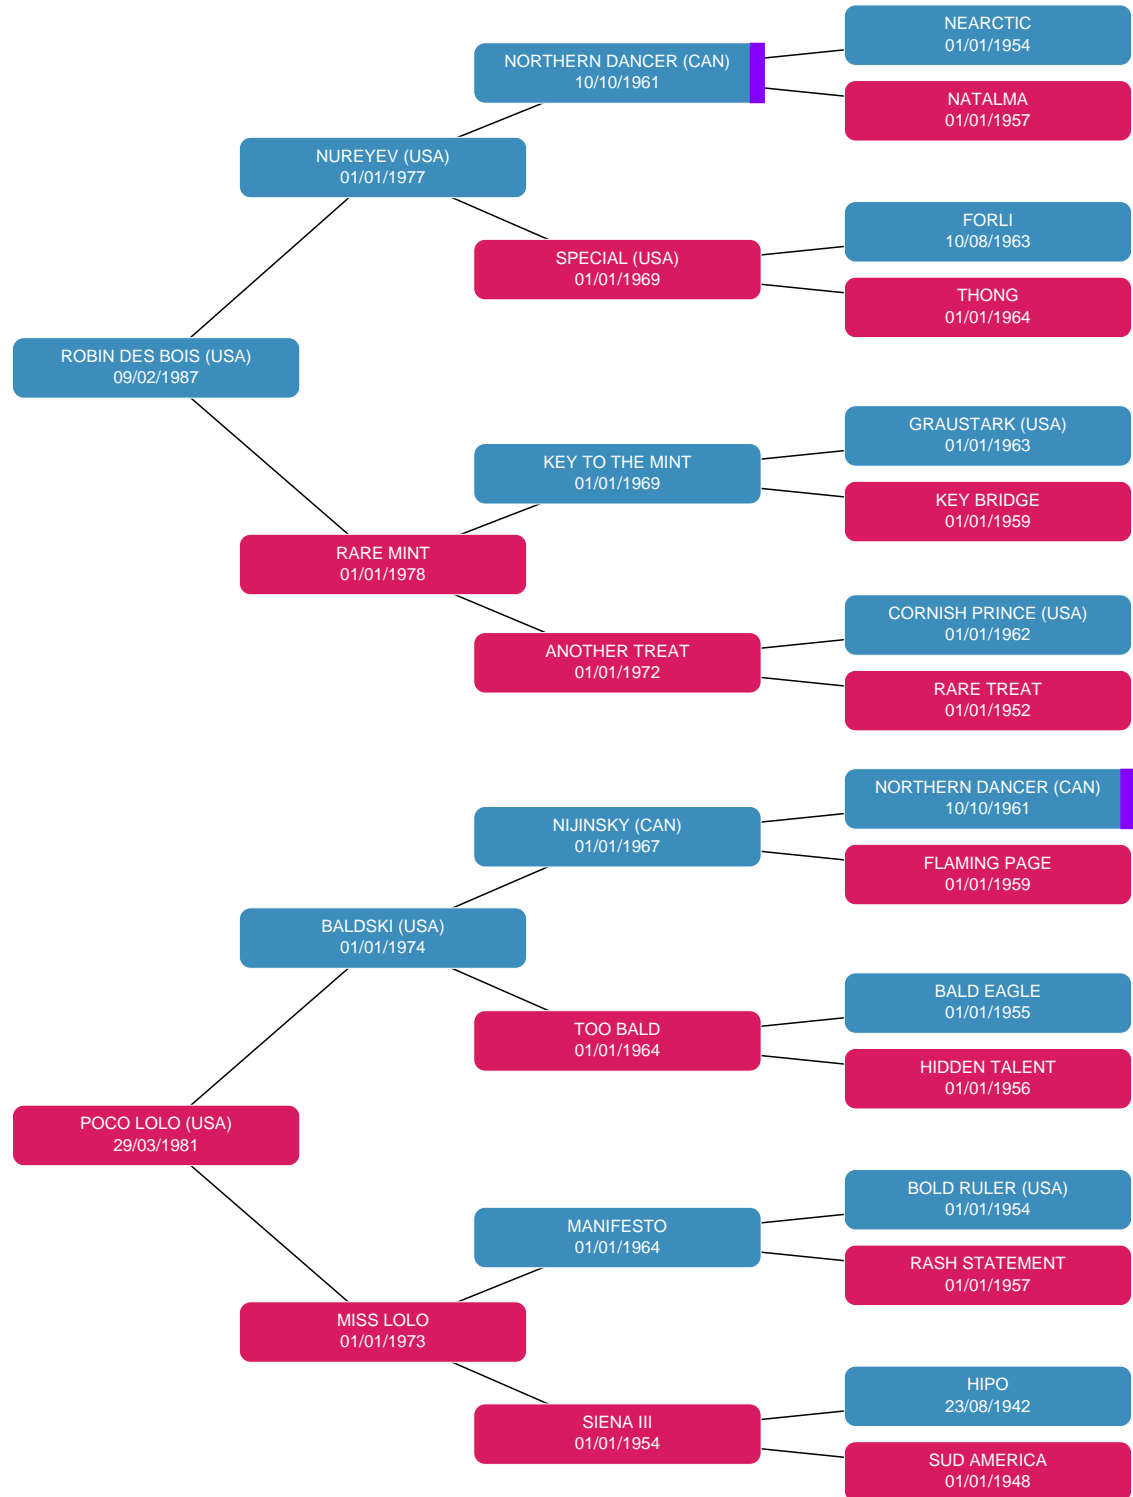 NEARCTIC
01/01/1954
NORTHERN DANCER (CAN)
10/10/1961
NATALMA
01/01/1957
NUREYEV (USA)
01/01/1977
FORLI
10/08/1963
SPECIAL (USA)
01/01/1969
THONG
01/01/1964
ROBIN DES BOIS (USA)
09/02/1987
GRAUSTARK (USA)
01/01/1963
KEY TO THE MINT
01/01/1969
KEY BRIDGE
01/01/1959
RARE MINT
01/01/1978
CORNISH PRINCE (USA)
01/01/1962
ANOTHER TREAT
01/01/1972
RARE TREAT
01/01/1952
NORTHERN DANCER (CAN)
10/10/1961
NIJINSKY (CAN)
01/01/1967
FLAMING PAGE
01/01/1959
BALDSKI (USA)
01/01/1974
BALD EAGLE
01/01/1955
TOO BALD
01/01/1964
HIDDEN TALENT
01/01/1956
POCO LOLO (USA)
29/03/1981
BOLD RULER (USA)
01/01/1954
MANIFESTO
01/01/1964
RASH STATEMENT
01/01/1957
MISS LOLO
01/01/1973
HIPO
23/08/1942
SIENA III
01/01/1954
SUD AMERICA
01/01/1948